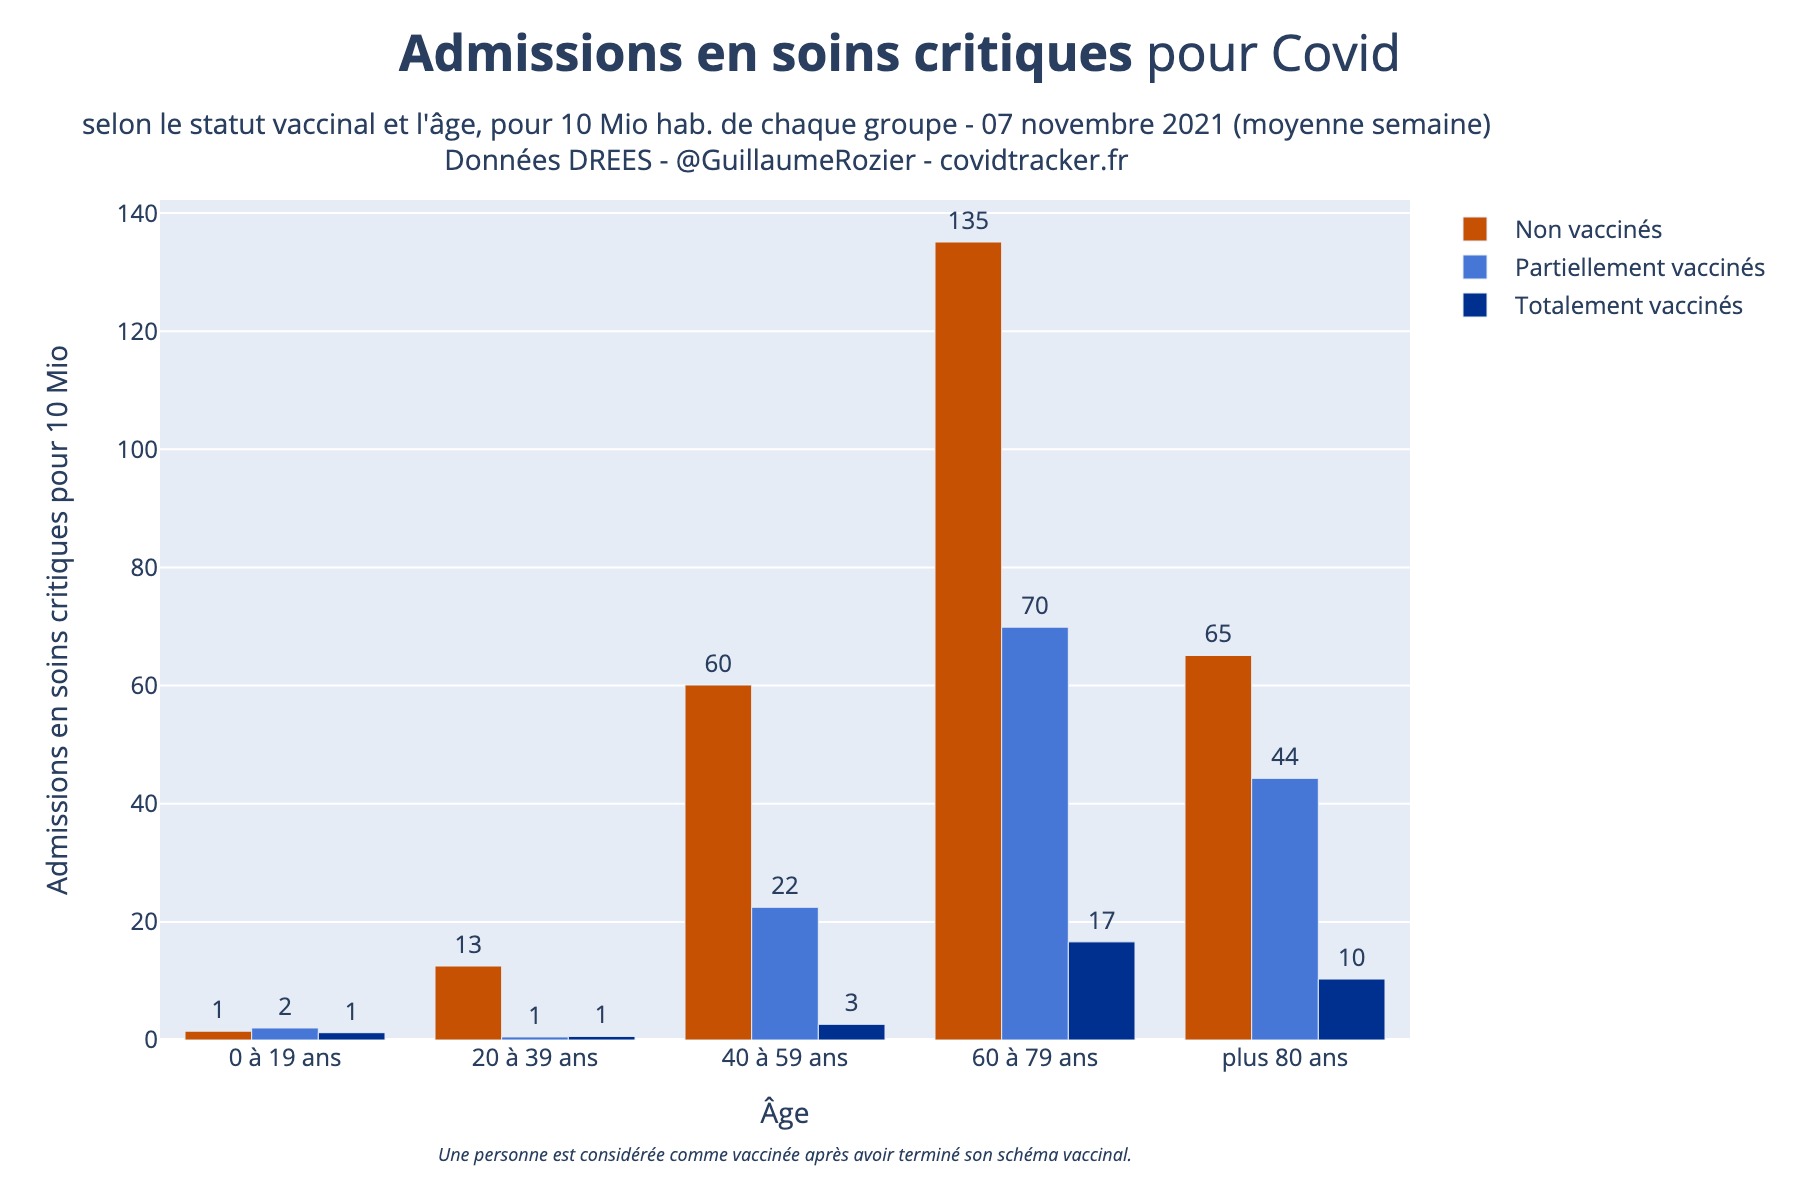 Admissions en soins critiques pour Covid
selon le statut vaccinal et l'âge, pour 10 Mio hab. de chaque groupe - 07 novembre 2021 (moyenne semaine)
Données DREES - @GuillaumeRozier - covidtracker.fr
Non vaccinés
Partiellement vaccinés
Totalement vaccinés
Admissions en soins critiques pour 10 Mio
140
120
100
80
60
40
20
0
1
2
1
13
1
1
60
22
3
135
70
17
65
44
10
0 à 19 ans
20 à 39 ans
40 à 59 ans
60 à 79 ans
plus 80 ans
Âge
Une personne est considérée comme vaccinée après avoir terminé son schéma vaccinal.